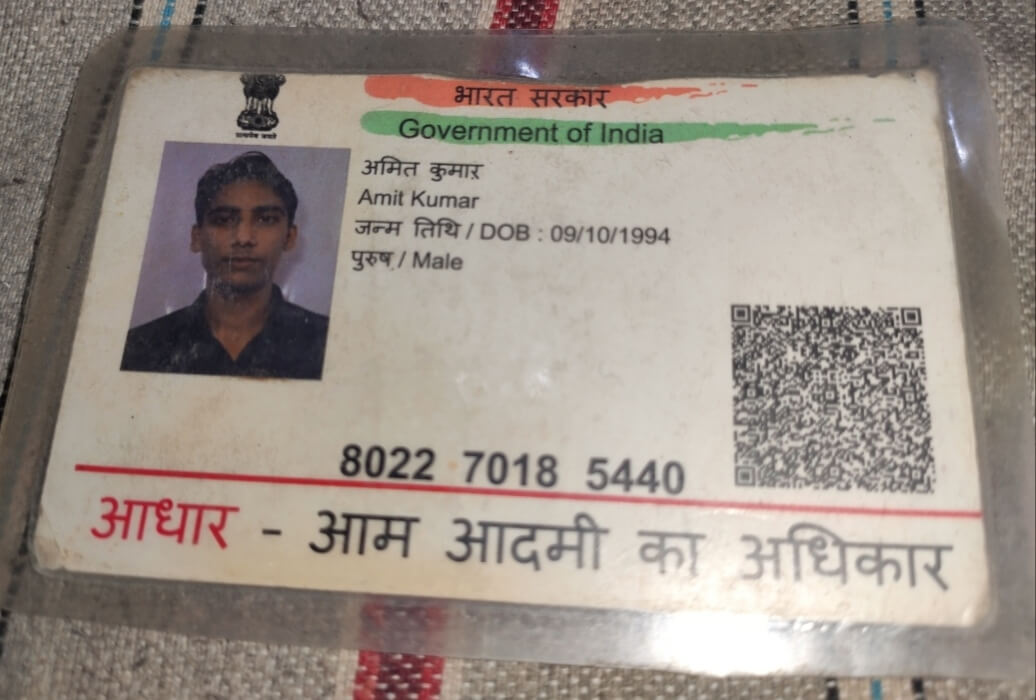 सत्यमेव जयते
भारत सरकार
Government of India
अमित कुमार
Amit Kumar
जन्म तिथि / DOB : 09/10/1994
पुरुष / Male
8022 7018 5440
आधार - आम आदमी का अधिकार